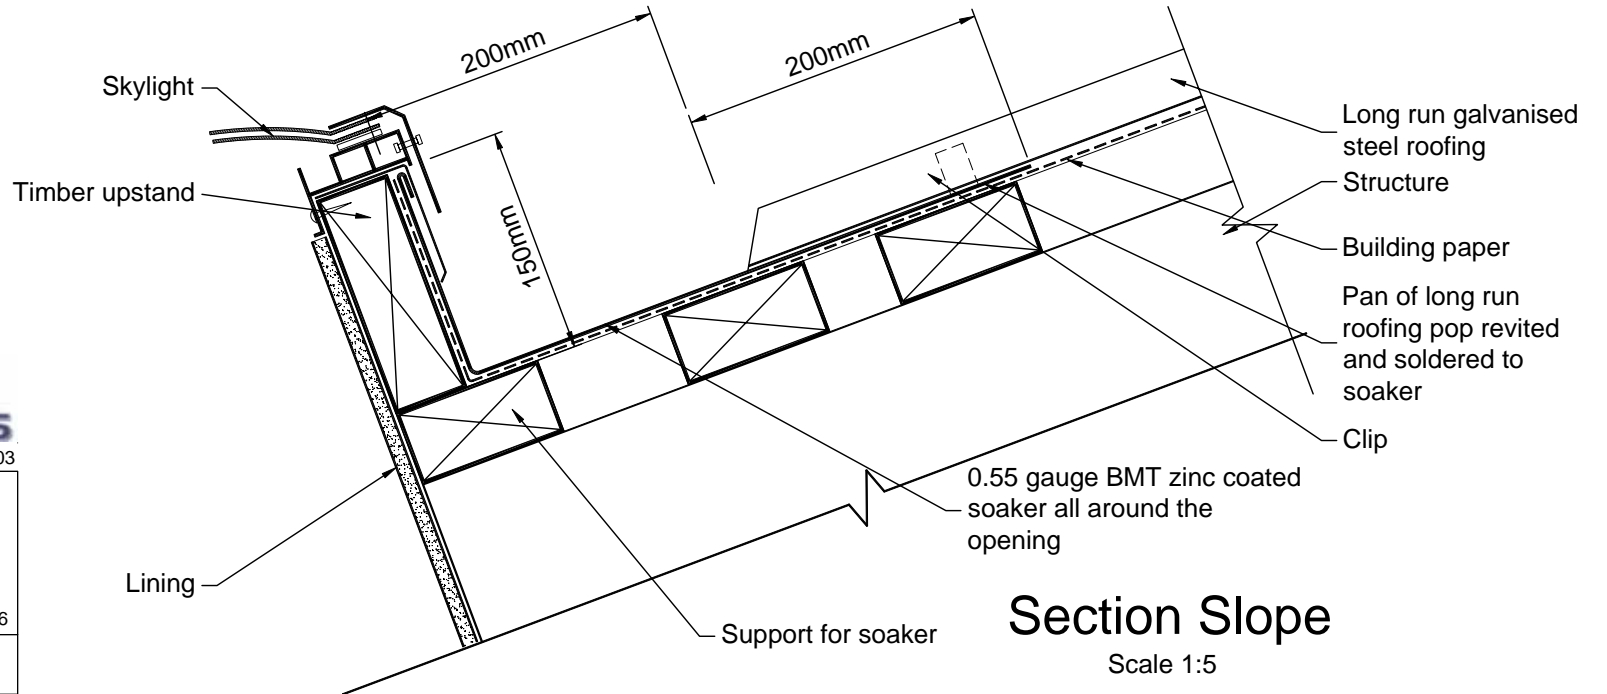 200mm
200mm
Skylight
Long run galvanised
steel roofing
Structure
Timber upstand
150mm
Building paper
Pan of long run
roofing pop revited
and soldered to
soaker
Clip
0.55 gauge BMT zinc coated
soaker all around the
opening
Lining
Support for soaker
Section Slope
Scale 1:5
03
6